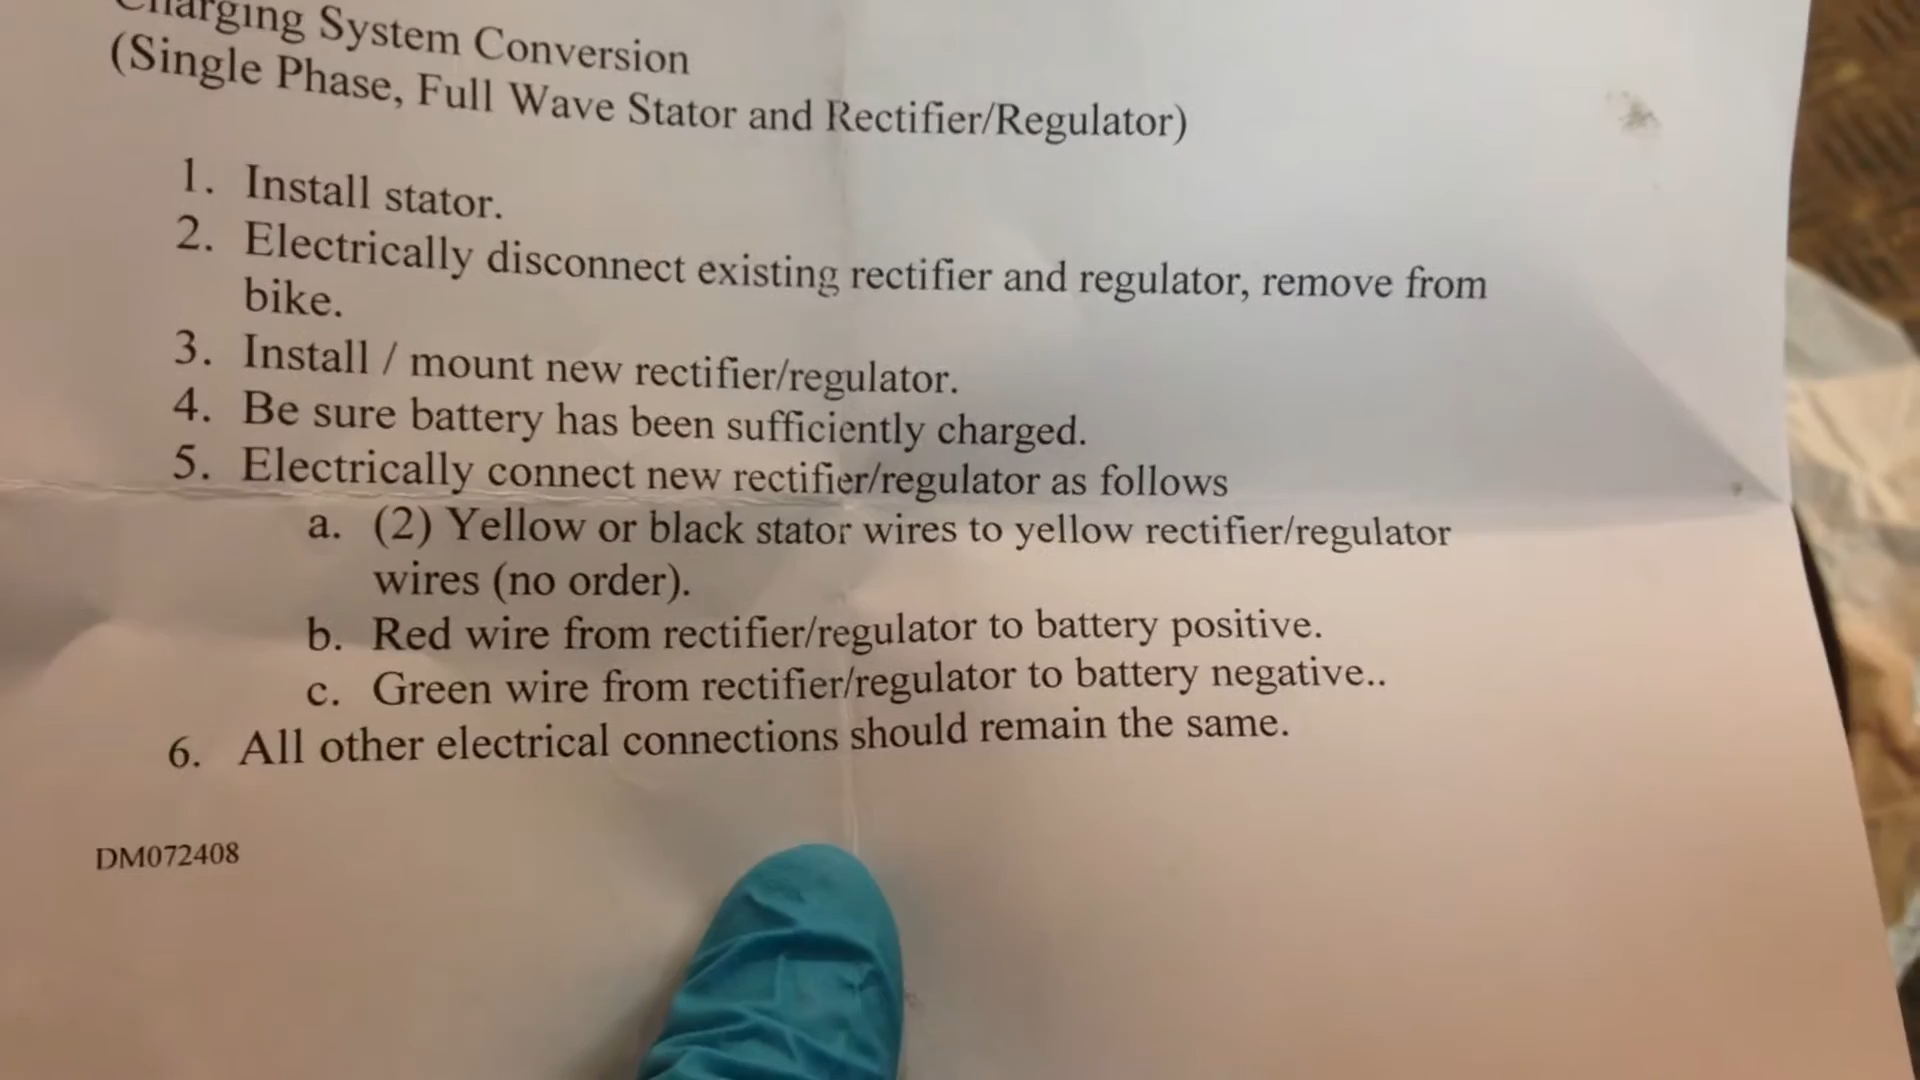 Charging System Conversion
(Single Phase, Full Wave Stator and Rectifier/Regulator)
1. Install stator.
2. Electrically disconnect existing rectifier and regulator, remove from
bike.
3. Install / mount new rectifier/regulator.
4. Be sure battery has been sufficiently charged.
5. Electrically connect new rectifier/regulator as follows
a. (2) Yellow or black stator wires to yellow rectifier/regulator
wires (no order).
b. Red wire from rectifier/regulator to battery positive.
c. Green wire from rectifier/regulator to battery negative..
6. All other electrical connections should remain the same.
DM072408